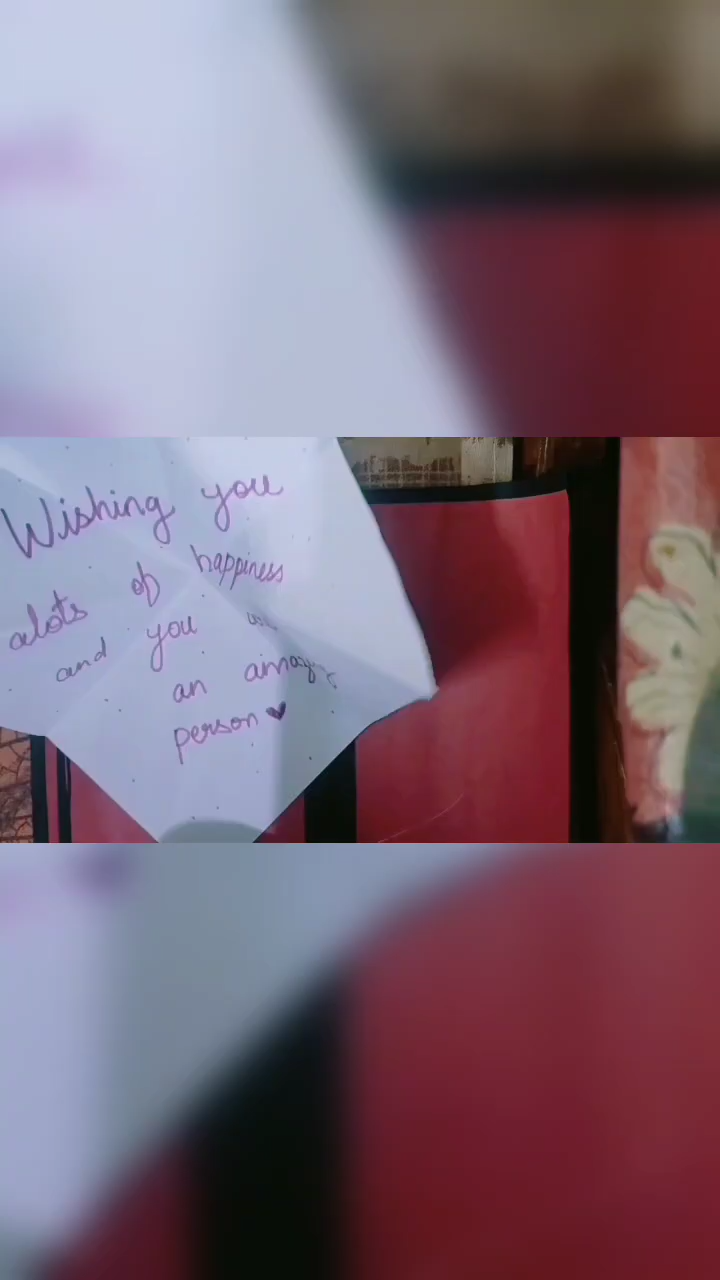 Wishing you
alots of happiness
and you
an amazing
person♥